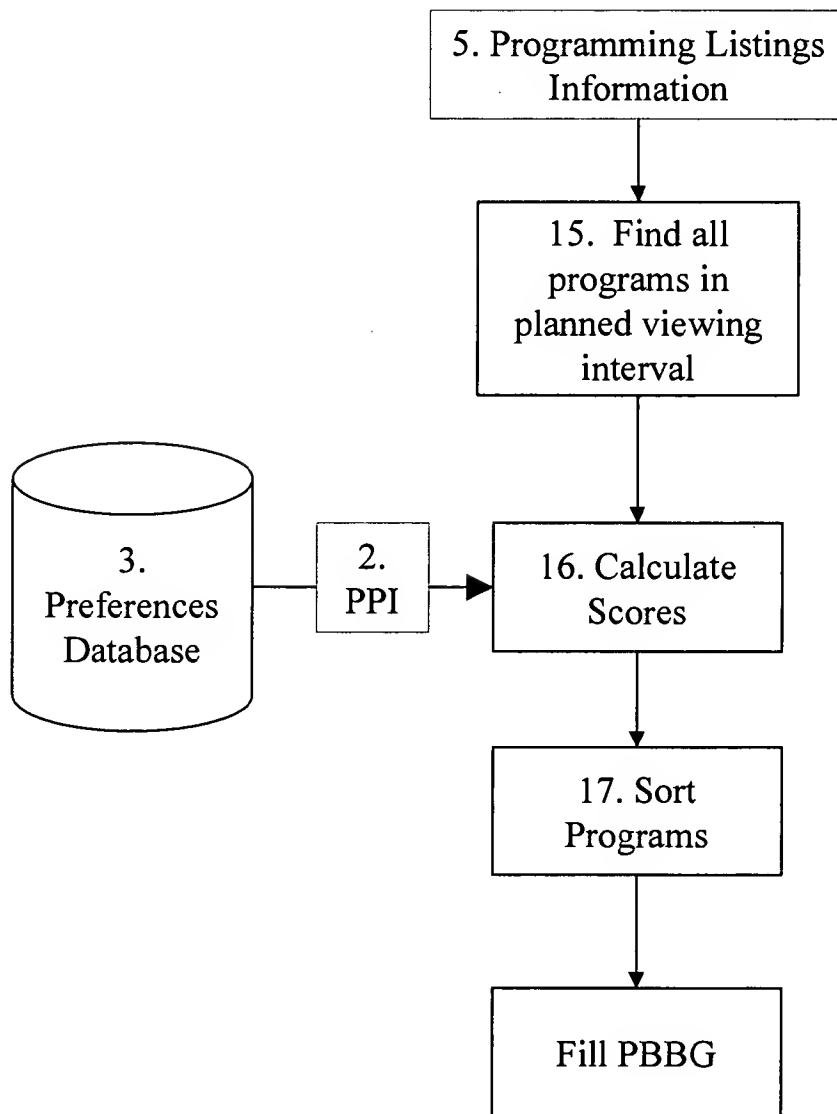 5. Programming Listings
Information
15. Find all
programs in
planned viewing
interval
3.
Preferences
Database
2.
PPI
16. Calculate
Scores
17. Sort
Programs
Fill PBBG